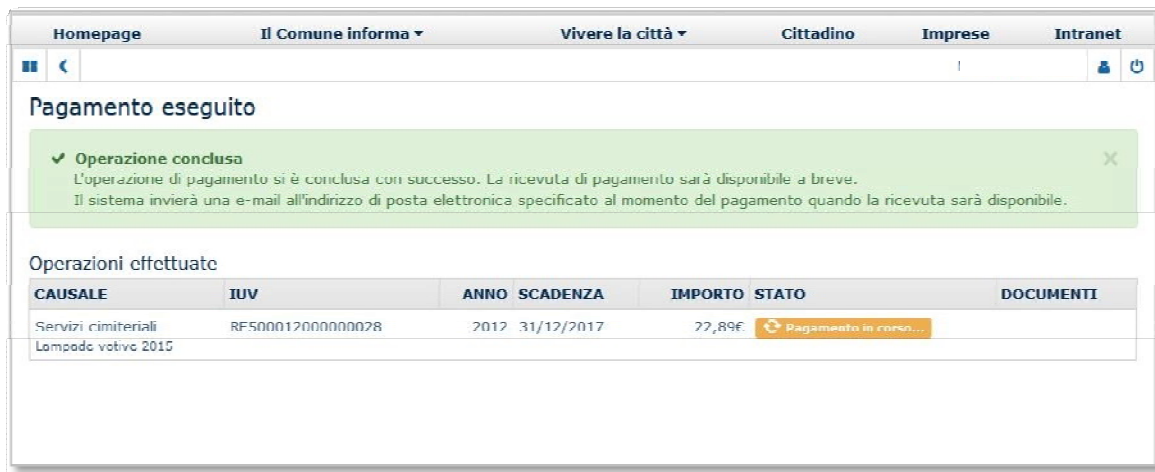 Homepage Il Comune informa Vivere la città Cittadino Imprese Intranet
Pagamento eseguito
Operazione conclusa
L'operazione di pagamento si è conclusa con successo. La ricevuta di pagamento sarà disponibile a breve.
Il sistema invierà una e-mail all'indirizzo di posta elettronica specificato al momento del pagamento quando la ricevuta sarà disponibile.
Operazioni effettuate
CAUSALE IUV ANNO SCADENZA IMPORTO STATO DOCUMENTI
Servizi cimiteriali RF500012000000028 2012 31/12/2017 22,89€ Pagamento in corso...
Lampade votive 2015